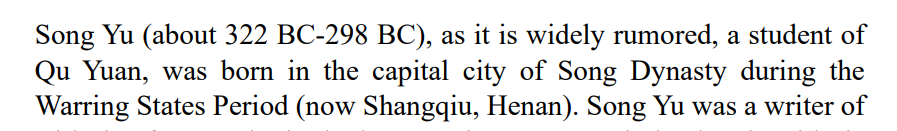 Song Yu (about 322 BC-298 BC), as it is widely rumored, a student of
Qu Yuan, was born in the capital city of Song Dynasty during the
Warring States Period (now Shangqiu, Henan). Song Yu was a writer of